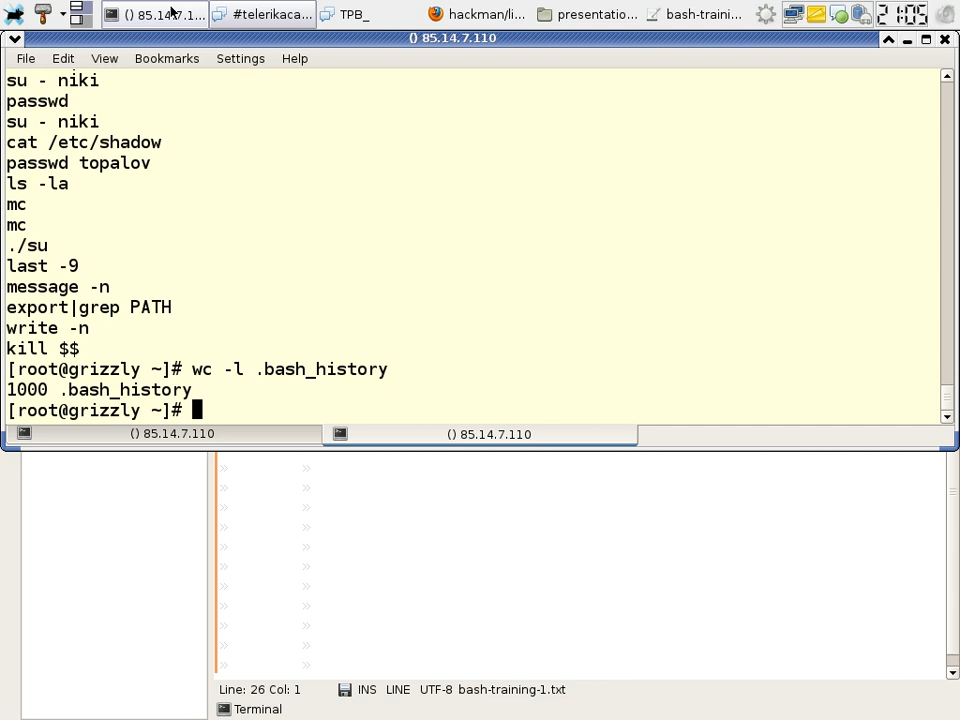 () 85.14.7.1...
#telerikaca...
TPB_
hackman/li...
presentatio...
bash-traini...
21:05
() 85.14.7.110
File Edit View Bookmarks Settings Help
su - niki
passwd
su - niki
cat /etc/shadow
passwd topalov
ls -la
mc
mc
./su
last -9
message -n
export|grep PATH
write -n
kill $$
[root@grizzly ~]# wc -l .bash_history
1000 .bash_history
[root@grizzly ~]#
() 85.14.7.110
() 85.14.7.110
Line: 26 Col: 1 INS LINE UTF-8 bash-training-1.txt
Terminal